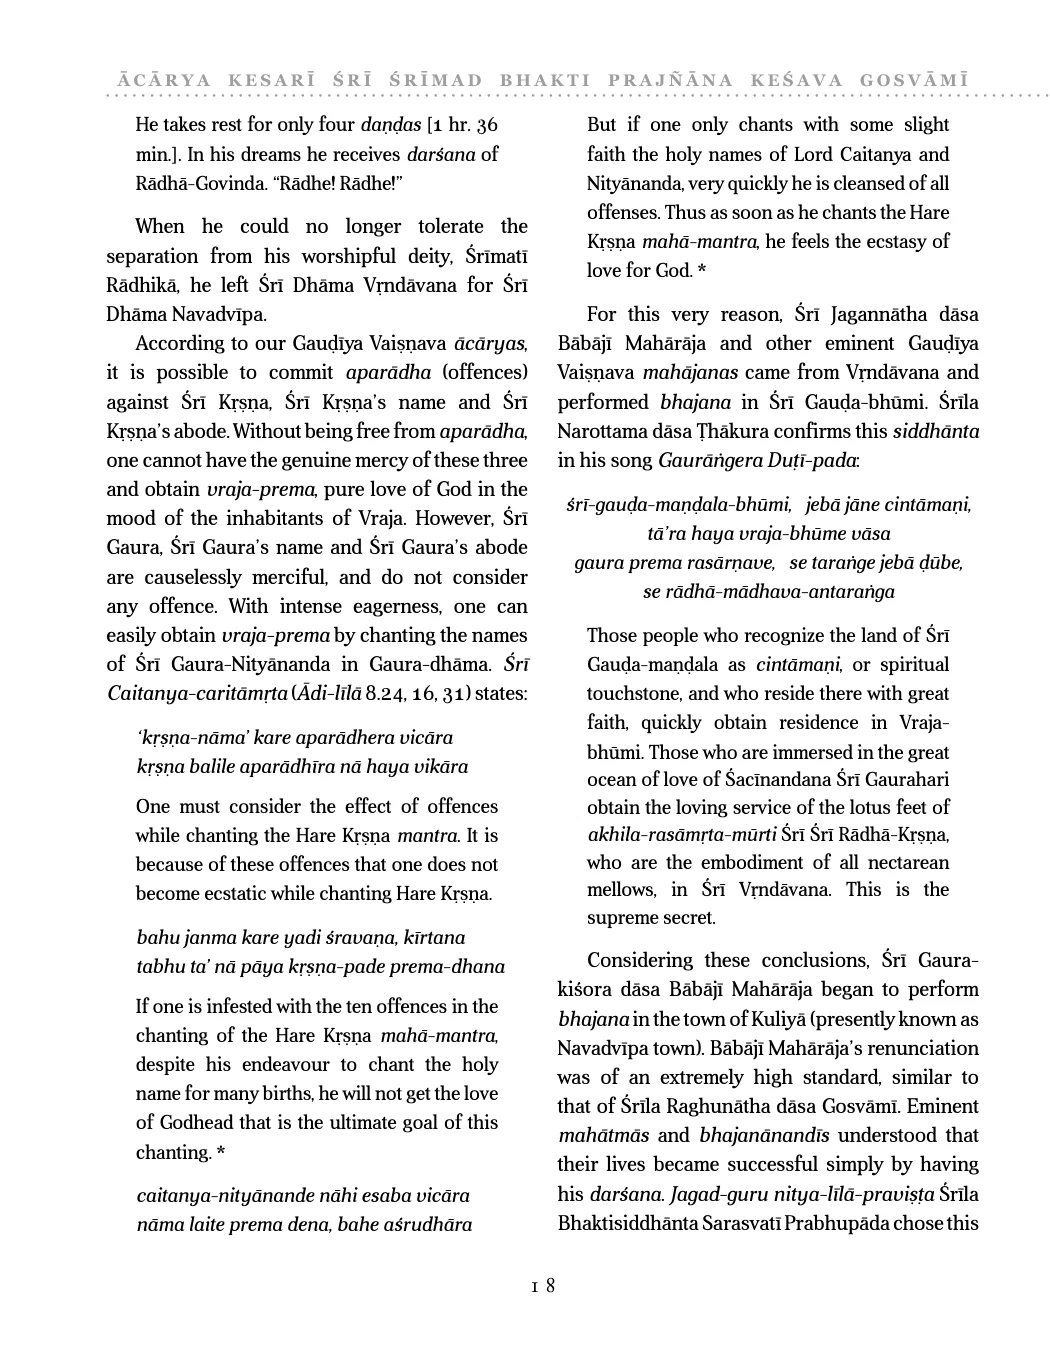 ĀCĀRYA KESARĪ ŚRĪ ŚRĪMAD BHAKTI PRAJÑĀNA KEŚAVA GOSVĀMĪ
He takes rest for only four daṇḍas [1 hr. 36
min.]. In his dreams he receives darśana of
Rādhā-Govinda. “Rādhe! Rādhe!”
When he could no longer tolerate the
separation from his worshipful deity, Śrīmatī
Rādhikā, he left Śrī Dhāma Vṛndāvana for Śrī
Dhāma Navadvīpa.
According to our Gauḍīya Vaiṣṇava ācāryas,
it is possible to commit aparādha (offences)
against Śrī Kṛṣṇa, Śrī Kṛṣṇa’s name and Śrī
Kṛṣṇa’s abode. Without being free from aparādha,
one cannot have the genuine mercy of these three
and obtain vraja-prema, pure love of God in the
mood of the inhabitants of Vraja. However, Śrī
Gaura, Śrī Gaura’s name and Śrī Gaura’s abode
are causelessly merciful, and do not consider
any offence. With intense eagerness, one can
easily obtain vraja-prema by chanting the names
of Śrī Gaura-Nityānanda in Gaura-dhāma. Śrī
Caitanya-caritāmṛta (Ādi-līlā 8.24, 16, 31) states:
‘kṛṣṇa-nāma’ kare aparādhera vicāra
kṛṣṇa balile aparādhīra nā haya vikāra
One must consider the effect of offences
while chanting the Hare Kṛṣṇa mantra. It is
because of these offences that one does not
become ecstatic while chanting Hare Kṛṣṇa.
bahu janma kare yadi śravaṇa, kīrtana
tabhu ta’ nā pāya kṛṣṇa-pade prema-dhana
If one is infested with the ten offences in the
chanting of the Hare Kṛṣṇa mahā-mantra,
despite his endeavour to chant the holy
name for many births, he will not get the love
of Godhead that is the ultimate goal of this
chanting. *
caitanya-nityānande nāhi esaba vicāra
nāma laite prema dena, bahe aśrudhāra
But if one only chants with some slight
faith the holy names of Lord Caitanya and
Nityānanda, very quickly he is cleansed of all
offenses. Thus as soon as he chants the Hare
Kṛṣṇa mahā-mantra, he feels the ecstasy of
love for God. *
For this very reason, Śrī Jagannātha dāsa
Bābājī Mahārāja and other eminent Gauḍīya
Vaiṣṇava mahājanas came from Vṛndāvana and
performed bhajana in Śrī Gauḍa-bhūmi. Śrīla
Narottama dāsa Ṭhākura confirms this siddhānta
in his song Gaurāṅgera Duṭī-pada:
śrī-gauḍa-maṇḍala-bhūmi, jebā jāne cintāmaṇi,
tā’ra haya vraja-bhūme vāsa
gaura prema rasārṇave, se taraṅge jebā ḍūbe,
se rādhā-mādhava-antaraṅga
Those people who recognize the land of Śrī
Gauḍa-maṇḍala as cintāmaṇi, or spiritual
touchstone, and who reside there with great
faith, quickly obtain residence in Vraja-
bhūmi. Those who are immersed in the great
ocean of love of Śacīnandana Śrī Gaurahari
obtain the loving service of the lotus feet of
akhila-rasāmṛta-mūrti Śrī Śrī Rādhā-Kṛṣṇa,
who are the embodiment of all nectarean
mellows, in Śrī Vṛndāvana. This is the
supreme secret.
Considering these conclusions, Śrī Gaura-
kiśora dāsa Bābājī Mahārāja began to perform
bhajana in the town of Kuliyā (presently known as
Navadvīpa town). Bābājī Mahārāja’s renunciation
was of an extremely high standard, similar to
that of Śrīla Raghunātha dāsa Gosvāmī. Eminent
mahātmās and bhajanānandīs understood that
their lives became successful simply by having
his darśana. Jagad-guru nitya-līlā-praviṣṭa Śrīla
Bhaktisiddhānta Sarasvatī Prabhupāda chose this
18